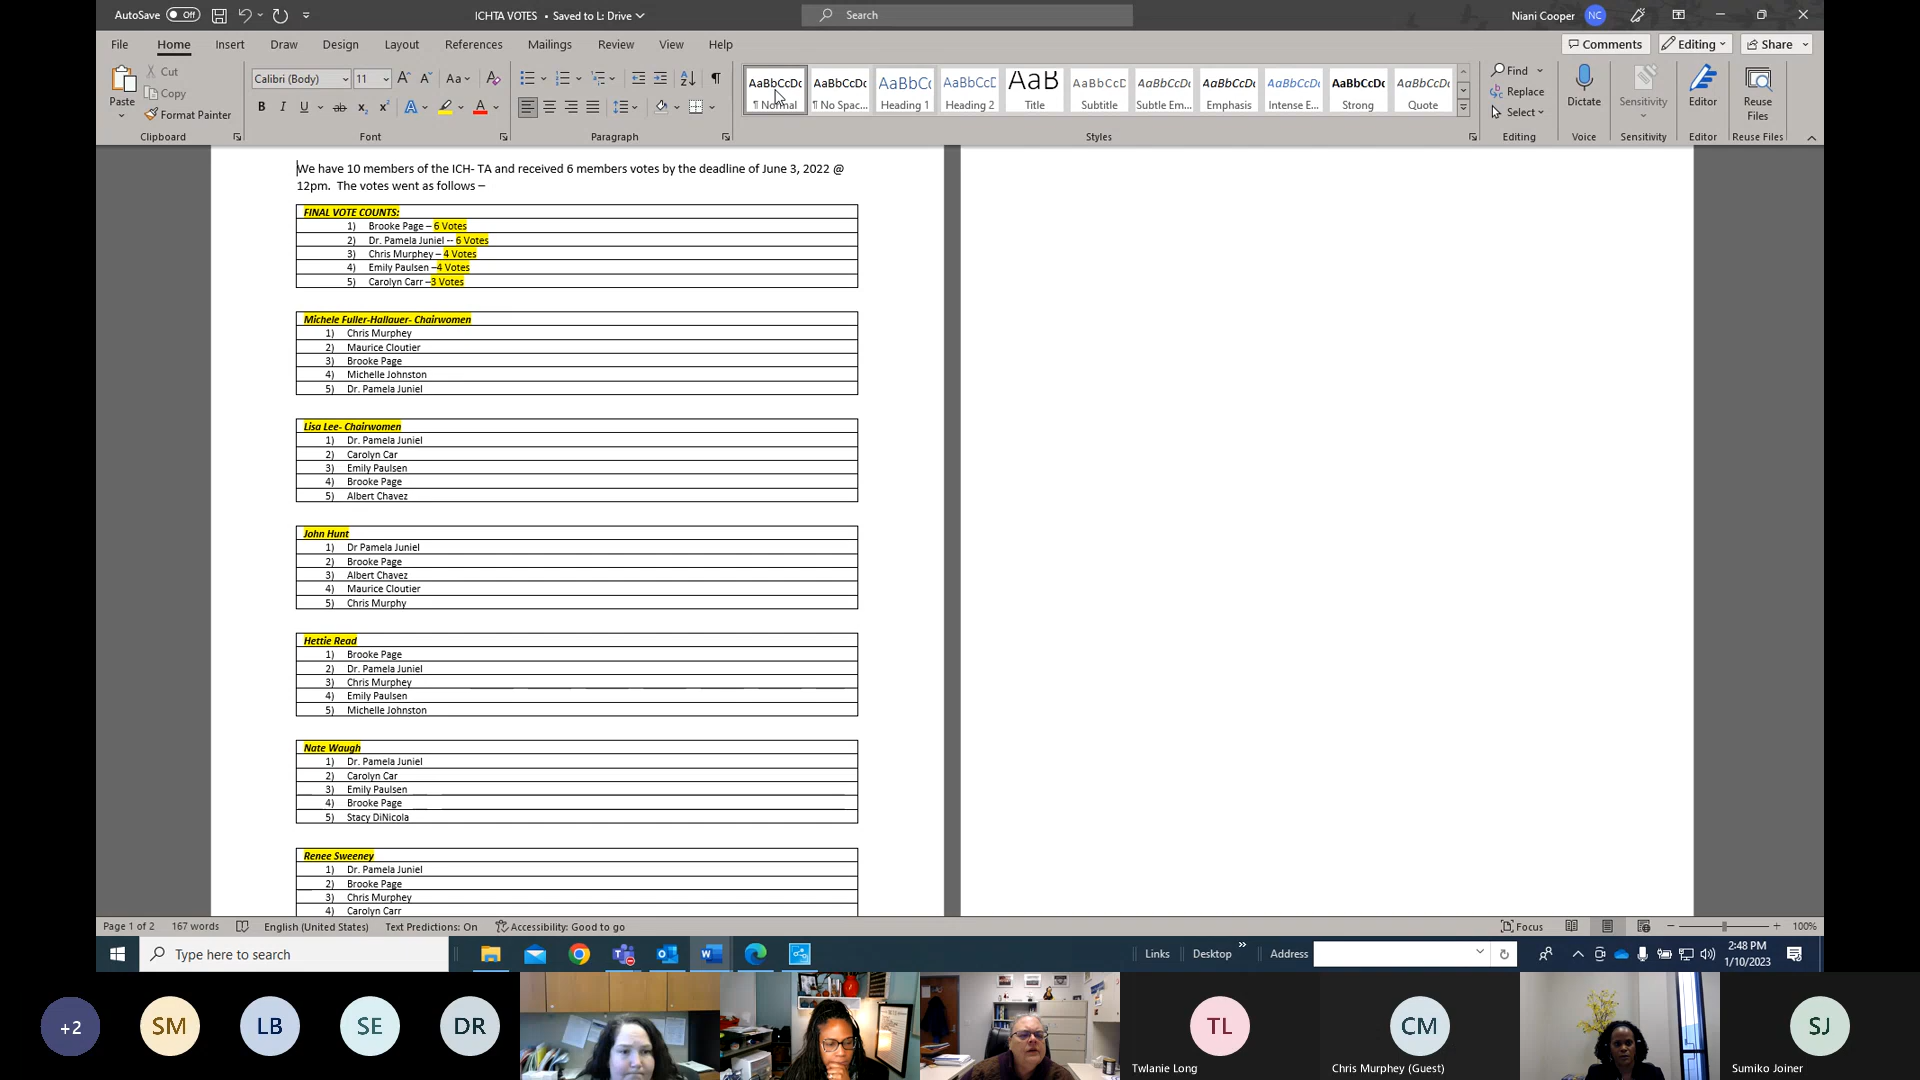 AutoSave Off ICHTA VOTES • Saved to L: Drive Search Niani Cooper NC
File Home Insert Draw Design Layout References Mailings Review View Help Comments Editing Share
Paste Cut Copy Format Painter
Calibri (Body) 11
AaBbCcDc AaBbCcDc AaBbCc AaBbCcD AaB AaBbCcD AaBbCcDc AaBbCcDc AaBbCcDc AaBbCcDc AaBbCcDc
¶ Normal ¶ No Spac... Heading 1 Heading 2 Title Subtitle Subtle Em... Emphasis Intense E... Strong Quote
Find Replace Select
Dictate Sensitivity Editor Reuse Files
Clipboard Font Paragraph Styles Editing Voice Sensitivity Editor Reuse Files
We have 10 members of the ICH- TA and received 6 members votes by the deadline of June 3, 2022 @
12pm. The votes went as follows –
FINAL VOTE COUNTS:
1) Brooke Page – 6 Votes
2) Dr. Pamela Juniel -- 6 Votes
3) Chris Murphey – 4 Votes
4) Emily Paulsen –4 Votes
5) Carolyn Carr –3 Votes
Michele Fuller-Hallauer- Chairwomen
1) Chris Murphey
2) Maurice Cloutier
3) Brooke Page
4) Michelle Johnston
5) Dr. Pamela Juniel
Lisa Lee- Chairwomen
1) Dr. Pamela Juniel
2) Carolyn Car
3) Emily Paulsen
4) Brooke Page
5) Albert Chavez
John Hunt
1) Dr Pamela Juniel
2) Brooke Page
3) Albert Chavez
4) Maurice Cloutier
5) Chris Murphy
Hettie Read
1) Brooke Page
2) Dr. Pamela Juniel
3) Chris Murphey
4) Emily Paulsen
5) Michelle Johnston
Nate Waugh
1) Dr. Pamela Juniel
2) Carolyn Car
3) Emily Paulsen
4) Brooke Page
5) Stacy DiNicola
Renee Sweeney
1) Dr. Pamela Juniel
2) Brooke Page
3) Chris Murphey
4) Carolyn Carr
Page 1 of 2 167 words English (United States) Text Predictions: On Accessibility: Good to go Focus 100%
Type here to search Links Desktop Address 2:48 PM
1/10/2023
+2 SM LB SE DR TL CM SJ
Twlanie Long Chris Murphey (Guest) Sumiko Joiner